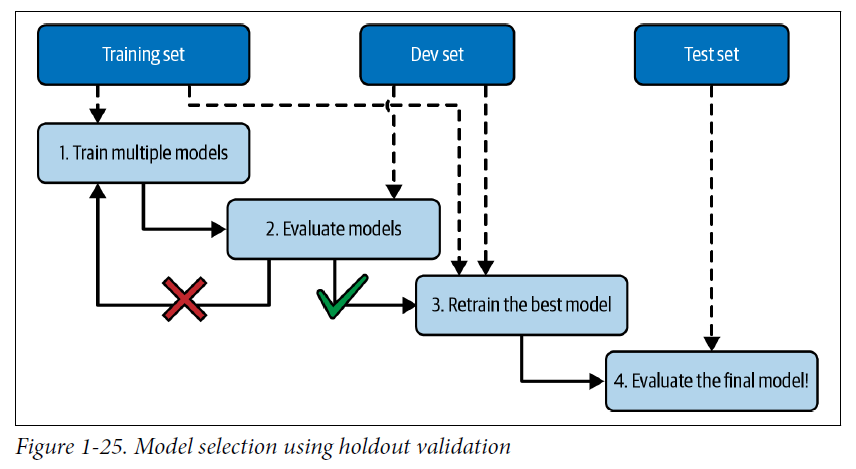 Training set
Dev set
Test set
1. Train multiple models
2. Evaluate models
3. Retrain the best model
4. Evaluate the final model!
Figure 1-25. Model selection using holdout validation